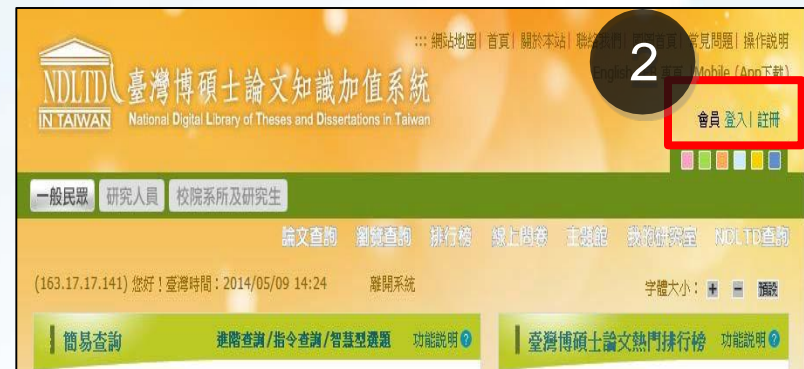 ::: 網站地圖| 首頁| 關於本站| 聯絡我們| 常見問題| 操作說明
2
English Mobile (App下載)
NDLTD
IN TAIWAN
臺灣博碩士論文知識加值系統
National Digital Library of Theses and Dissertations in Taiwan
會員 登入| 註冊
一般民眾 研究人員 校院系所及研究生
論文查詢 瀏覽查詢 排行榜 線上問卷 主題館 我的研究室 NDLTD查詢
(163.17.17.141) 您好！臺灣時間：2014/05/09 14:24 離開系統
字體大小： + - 預設
簡易查詢 進階查詢/指令查詢/智慧型選題 功能說明 ?
臺灣博碩士論文熱門排行榜 功能說明 ?